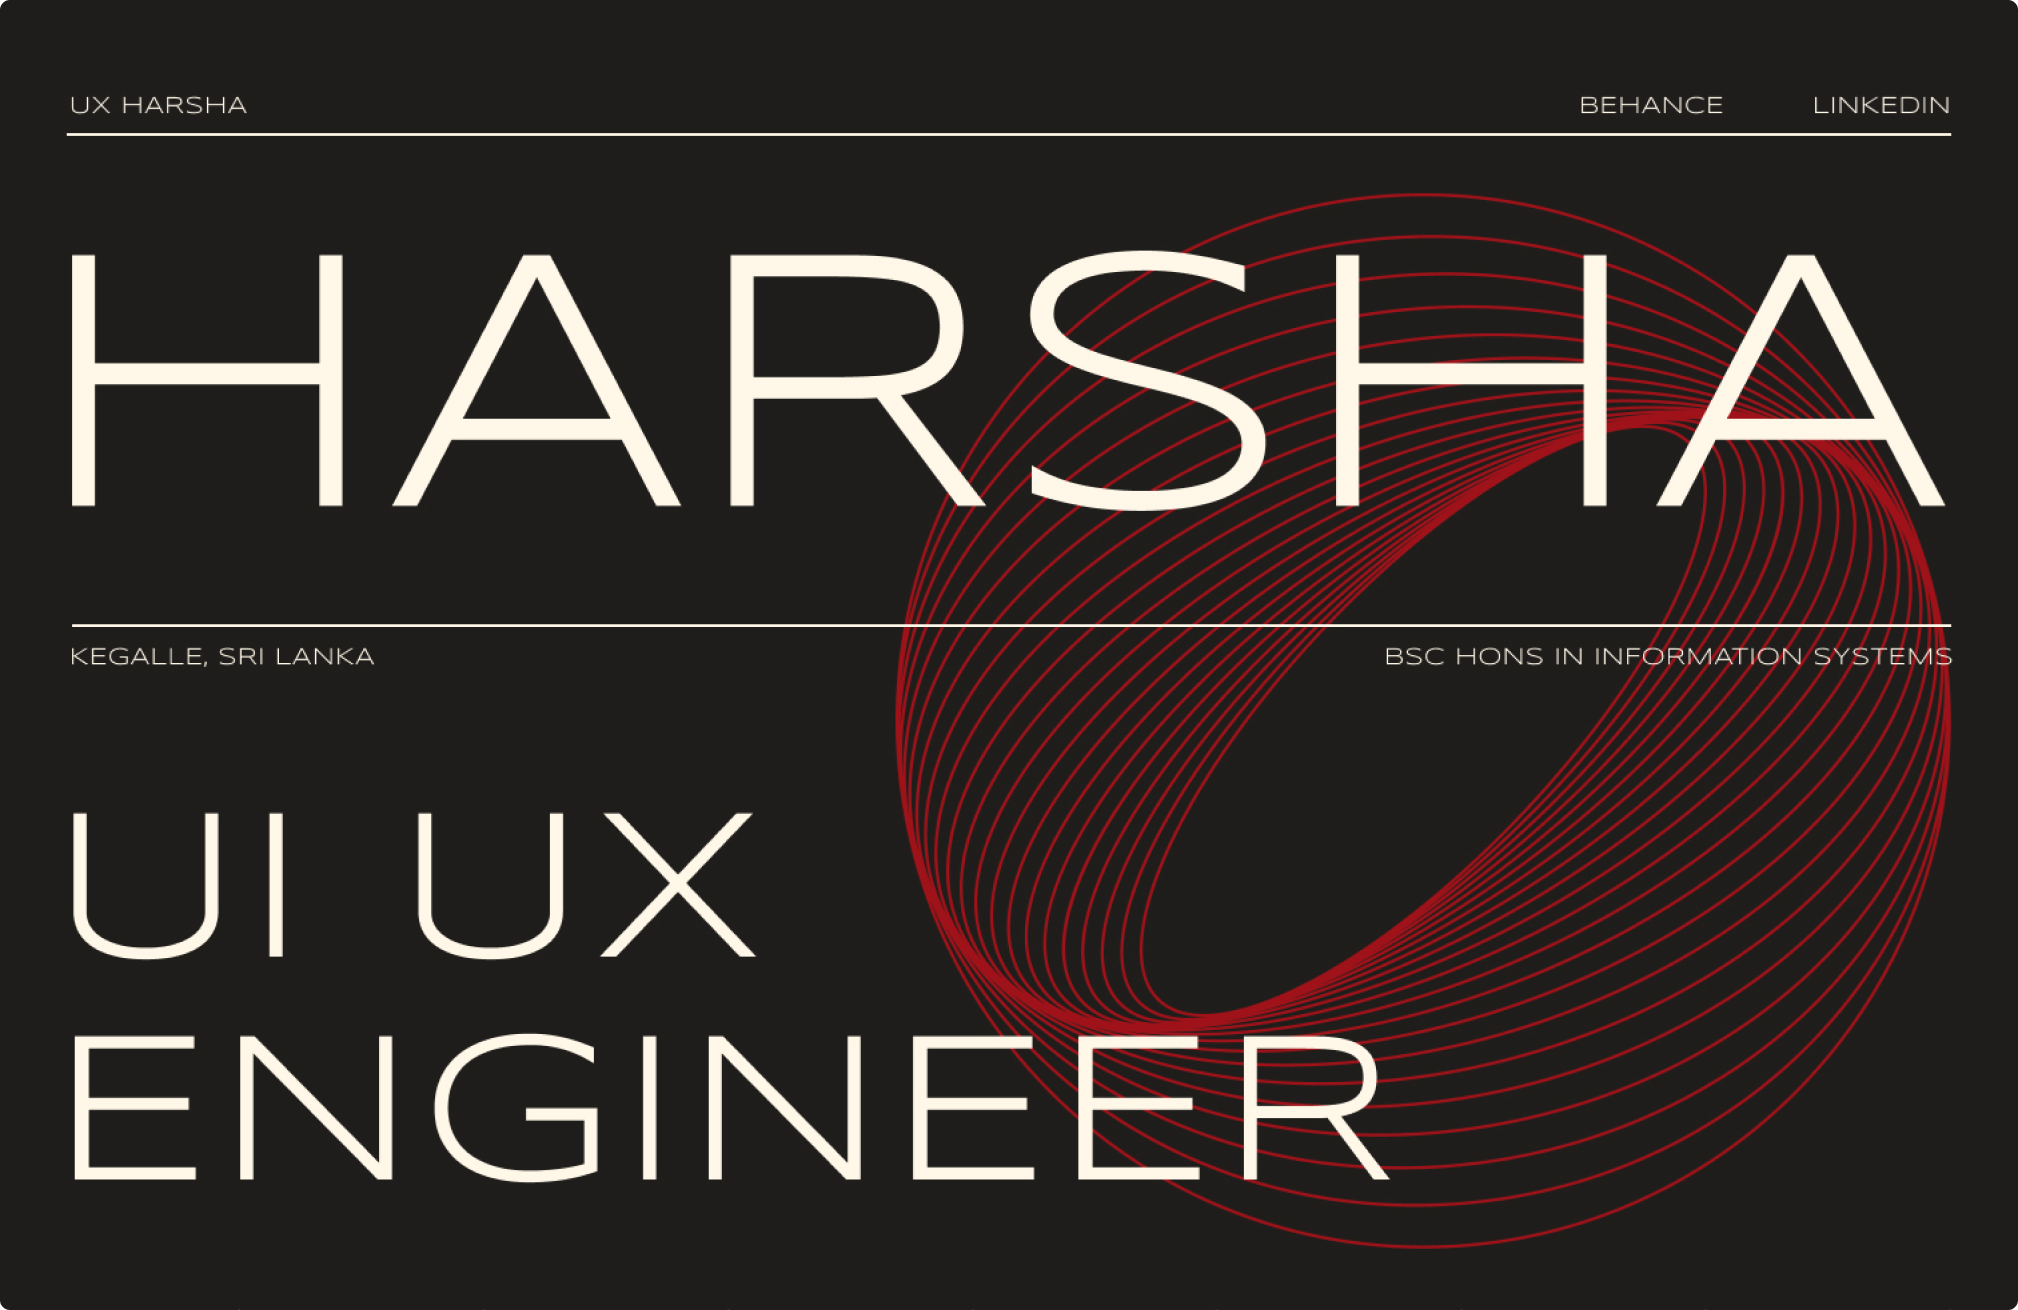 UX HARSHA
BEHANCE LINKEDIN
HARSHA
KEGALLE, SRI LANKA
BSC HONS IN INFORMATION SYSTEMS
UI UX
ENGINEER